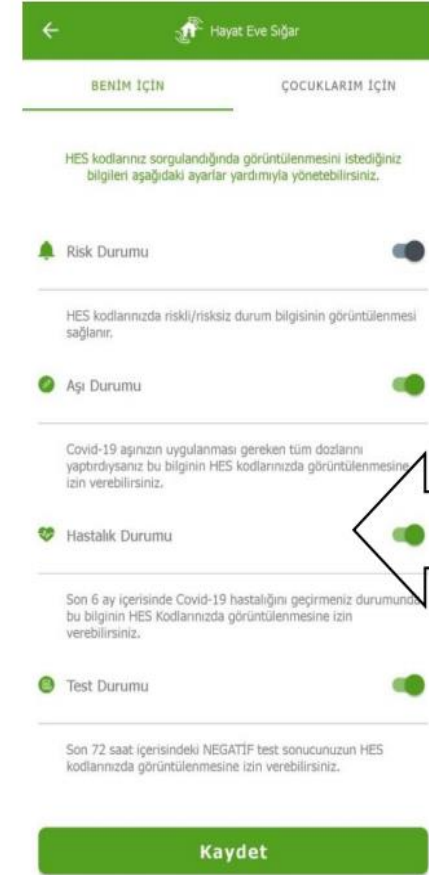 Hayat Eve Sığar
BENİM İÇİN
ÇOCUKLARIM İÇİN
HES kodlarınız sorgulandığında görüntülenmesini istediğiniz
bilgileri aşağıdaki ayarlar yardımıyla yönetebilirsiniz.
Risk Durumu
HES kodlarınızda riskli/risksiz durum bilgisinin görüntülenmesi
sağlanır.
Aşı Durumu
Covid-19 aşınızın uygulanması gereken tüm dozlarını
yaptırdıysanız bu bilginin HES kodlarınızda görüntülenmesine
izin verebilirsiniz.
Hastalık Durumu
Son 6 ay içerisinde Covid-19 hastalığını geçirmeniz durumunda
bu bilginin HES Kodlarınızda görüntülenmesine izin
verebilirsiniz.
Test Durumu
Son 72 saat içerisindeki NEGATİF test sonucunuzun HES
kodlarınızda görüntülenmesine izin verebilirsiniz.
Kaydet